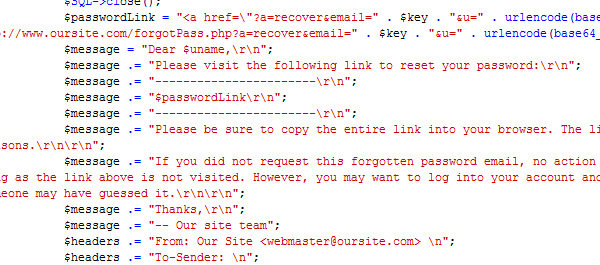 $SQL->close();
$passwordLink = "<a href=\"?a=recover&email=" . $key . "&u=" . urlencode(base
p://www.oursite.com/forgotPass.php?a=recover&email=" . $key . "&u=" . urlencode(base64_
$message = "Dear $uname,\r\n";
$message .= "Please visit the following link to reset your password:\r\n";
$message .= "-----------------------\r\n";
$message .= "$passwordLink\r\n";
$message .= "-----------------------\r\n";
$message .= "Please be sure to copy the entire link into your browser. The li
sons.\r\n\r\n";
$message .= "If you did not request this forgotten password email, no action
g as the link above is not visited. However, you may want to log into your account and
eone may have guessed it.\r\n\r\n";
$message .= "Thanks,\r\n";
$message .= "-- Our site team";
$headers .= "From: Our Site <webmaster@oursite.com> \n";
$headers .= "To-Sender: \n";